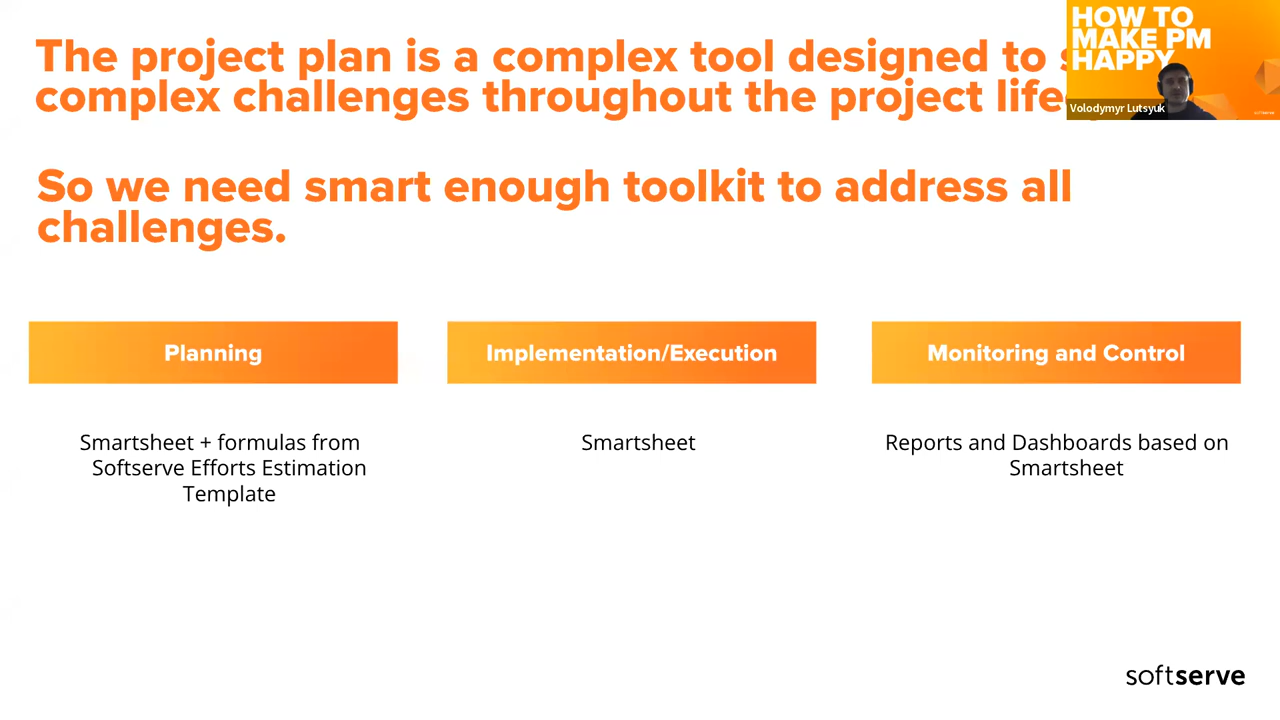 The project plan is a complex tool designed to
complex challenges throughout the project
So we need smart enough toolkit to address all
challenges.
HOW TO
MAKE PM
HAPPY
Volodymyr Lutsyuk
softserve
Planning
Implementation/Execution
Monitoring and Control
Smartsheet + formulas from
Softserve Efforts Estimation
Template
Smartsheet
Reports and Dashboards based on
Smartsheet
softserve